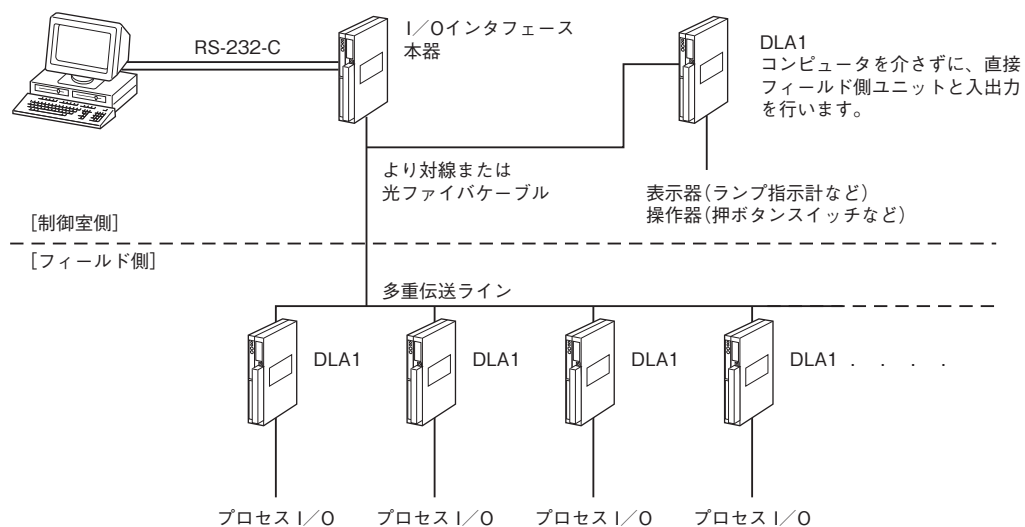 RS-232-C
I/Oインタフェース
本器
DLA1
コンピュータを介さずに、直接
フィールド側ユニットと入出力
を行います。
より対線または
光ファイバケーブル
表示器(ランプ指示計など)
操作器(押ボタンスイッチなど)
[制御室側]
[フィールド側]
多重伝送ライン
DLA1
DLA1
DLA1
DLA1 . . . .
プロセス I/O
プロセス I/O
プロセス I/O
プロセス I/O